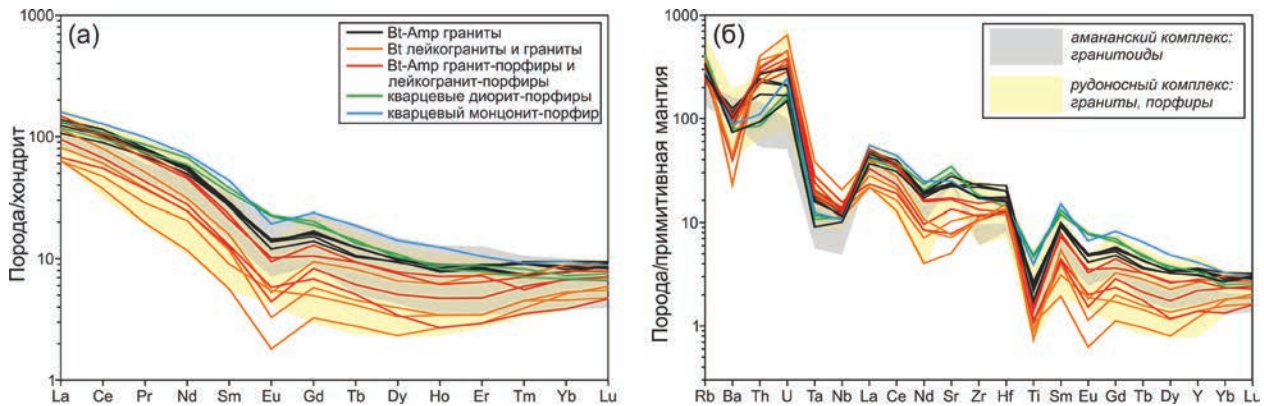 (а)
Порода/хондрит
1000
100
10
1
Bt-Amp граниты
Bt лейкограниты и граниты
Bt-Amp гранит-порфиры и
лейкогранит-порфиры
кварцевые диорит-порфиры
кварцевый монцонит-порфир
La Ce Pr Nd Sm Eu Gd Tb Dy Ho Er Tm Yb Lu
(б)
Порода/примитивная мантия
1000
100
10
1
амананский комплекс:
гранитоиды
рудоносный комплекс:
граниты, порфиры
Rb Ba Th U Ta Nb La Ce Nd Sr Zr Hf Ti Sm Eu Gd Tb Dy Y Yb Lu